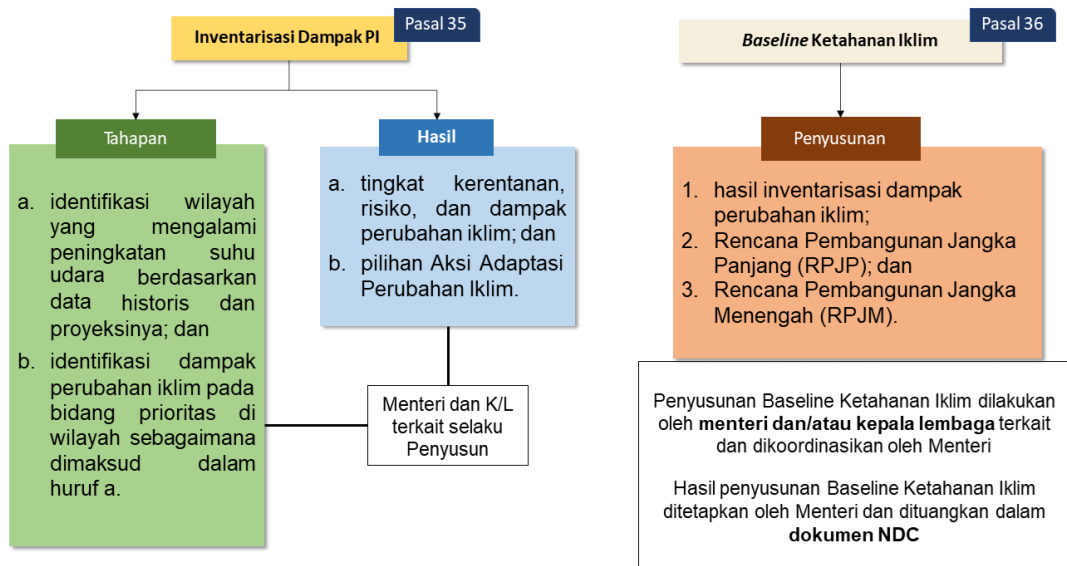 Inventarisasi Dampak PI
Pasal 35
Tahapan
a. identifikasi wilayah
yang mengalami
peningkatan suhu
udara berdasarkan
data historis dan
proyeksinya; dan
b. identifikasi dampak
perubahan iklim pada
bidang prioritas di
wilayah sebagaimana
dimaksud dalam
huruf a.
Hasil
a. tingkat kerentanan,
risiko, dan dampak
perubahan iklim; dan
b. pilihan Aksi Adaptasi
Perubahan Iklim.
Menteri dan K/L
terkait selaku
Penyusun
Baseline Ketahanan Iklim
Pasal 36
Penyusunan
1. hasil inventarisasi dampak
perubahan iklim;
2. Rencana Pembangunan Jangka
Panjang (RPJP); dan
3. Rencana Pembangunan Jangka
Menengah (RPJM).
Penyusunan Baseline Ketahanan Iklim dilakukan
oleh menteri dan/atau kepala lembaga terkait
dan dikoordinasikan oleh Menteri
Hasil penyusunan Baseline Ketahanan Iklim
ditetapkan oleh Menteri dan dituangkan dalam
dokumen NDC